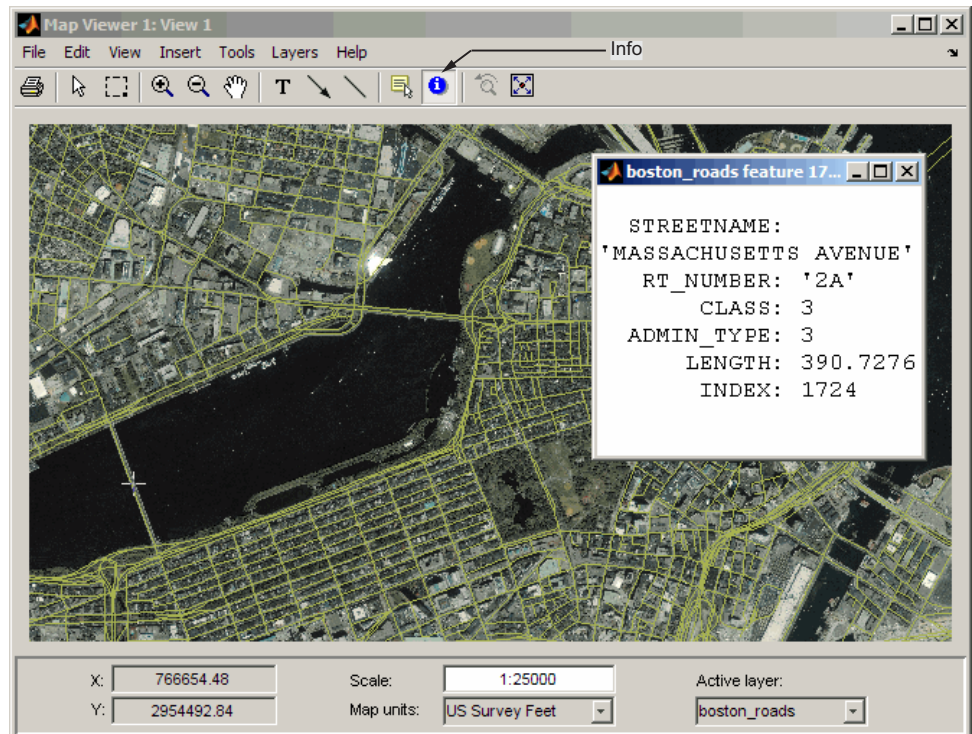 Map Viewer 1: View 1
File Edit View Insert Tools Layers Help
Info
T
i
boston_roads feature 17...
STREETNAME:
'MASSACHUSETTS AVENUE'
RT_NUMBER: '2A'
CLASS: 3
ADMIN_TYPE: 3
LENGTH: 390.7276
INDEX: 1724
X: 766654.48
Scale: 1:25000
Active layer:
Y: 2954492.84
Map units: US Survey Feet
boston_roads